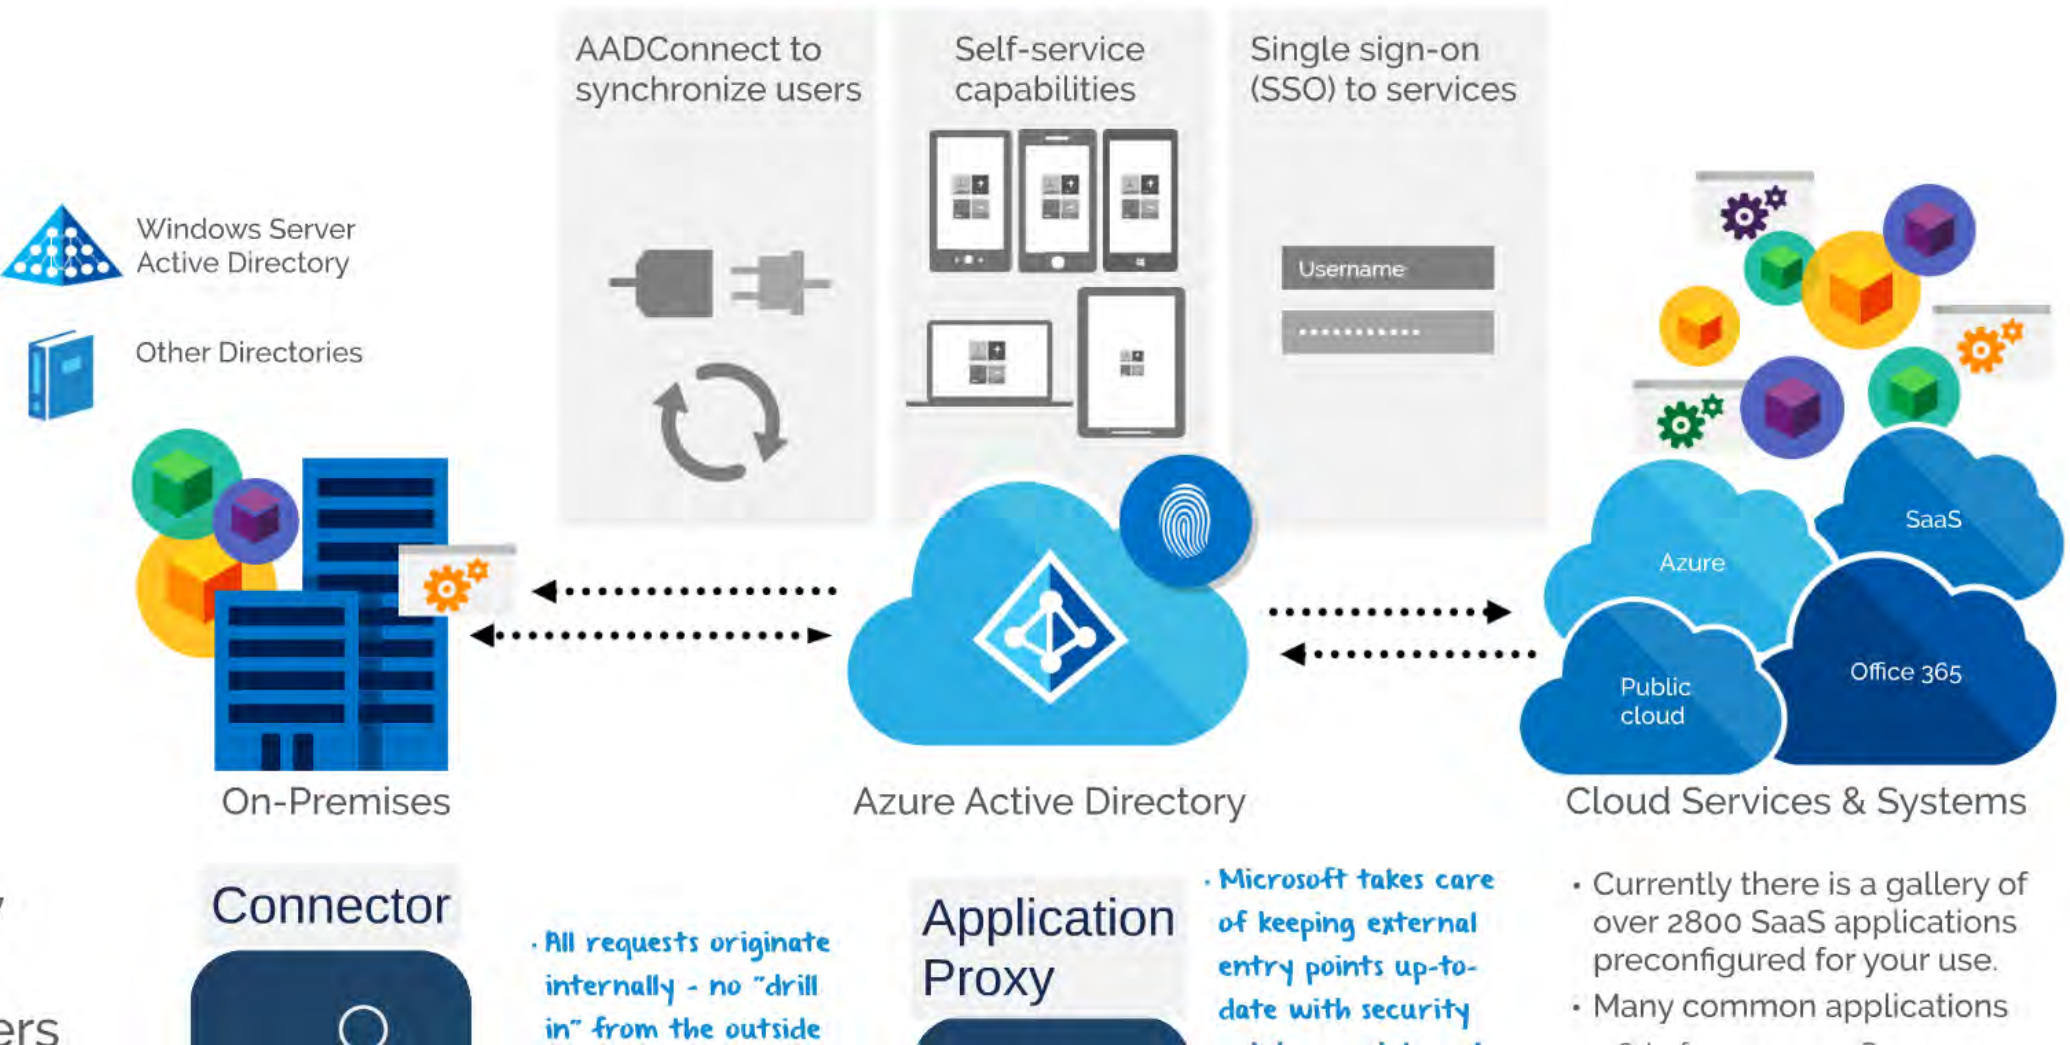 AADConnect to
synchronize users
Self-service
capabilities
Single sign-on
(SSO) to services
Windows Server
Active Directory
Other Directories
Username
SaaS
Azure
Office 365
Public
cloud
On-Premises
Azure Active Directory
Cloud Services & Systems
Connector
· All requests originate
internally - no "drill
in" from the outside
Application
Proxy
· Microsoft takes care
of keeping external
entry points up-to-
date with security
• Currently there is a gallery of
over 2800 SaaS applications
preconfigured for your use.
• Many common applications